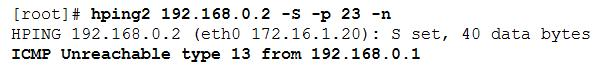 [root]# hping2 192.168.0.2 -S -p 23 -n
HPING 192.168.0.2 (eth0 172.16.1.20): S set, 40 data bytes
ICMP Unreachable type 13 from 192.168.0.1